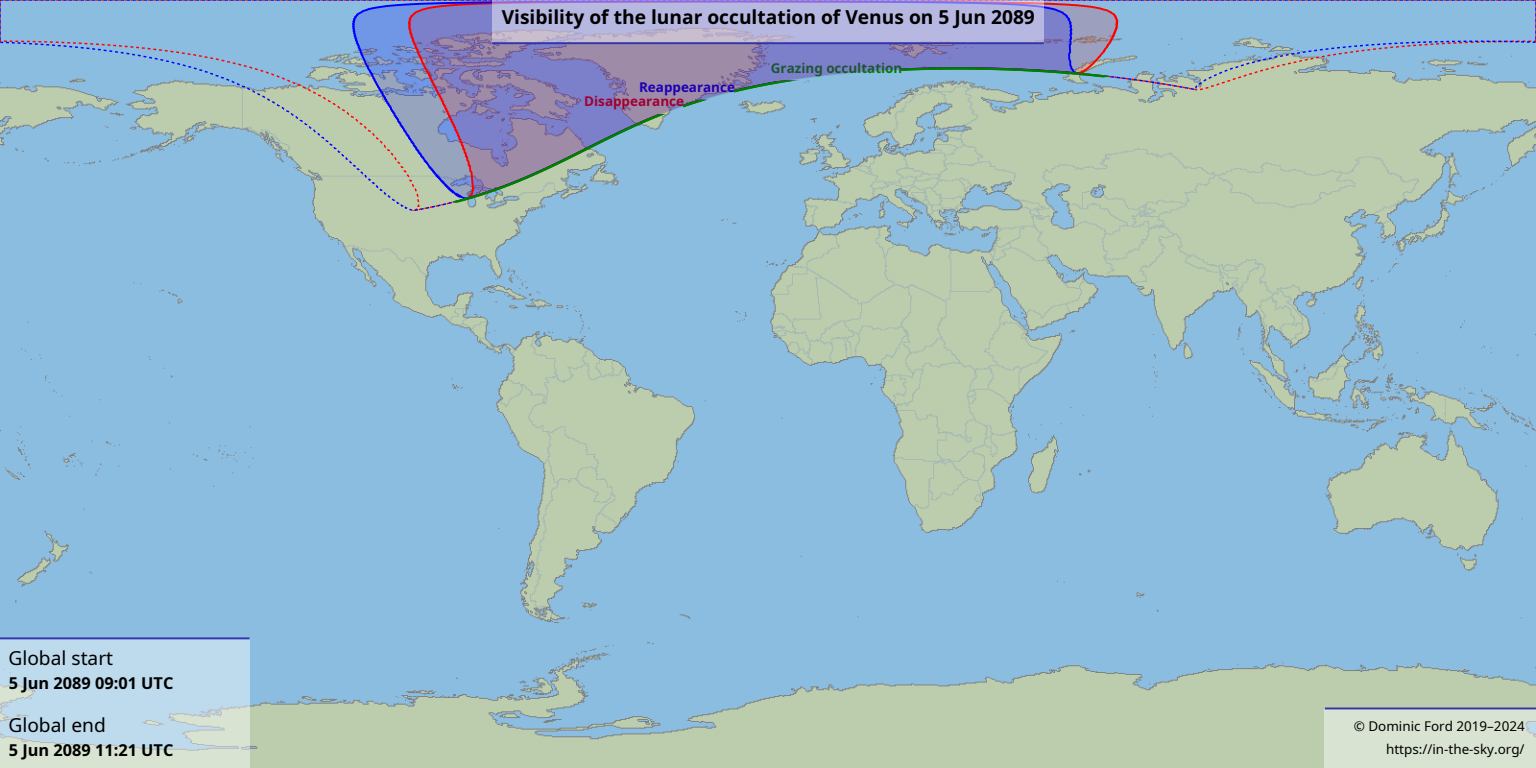 Visibility of the lunar occultation of Venus on 5 Jun 2089
Grazing occultation
Reappearance
Disappearance
Global start
5 Jun 2089 09:01 UTC
Global end
5 Jun 2089 11:21 UTC
© Dominic Ford 2019–2024
https://in-the-sky.org/